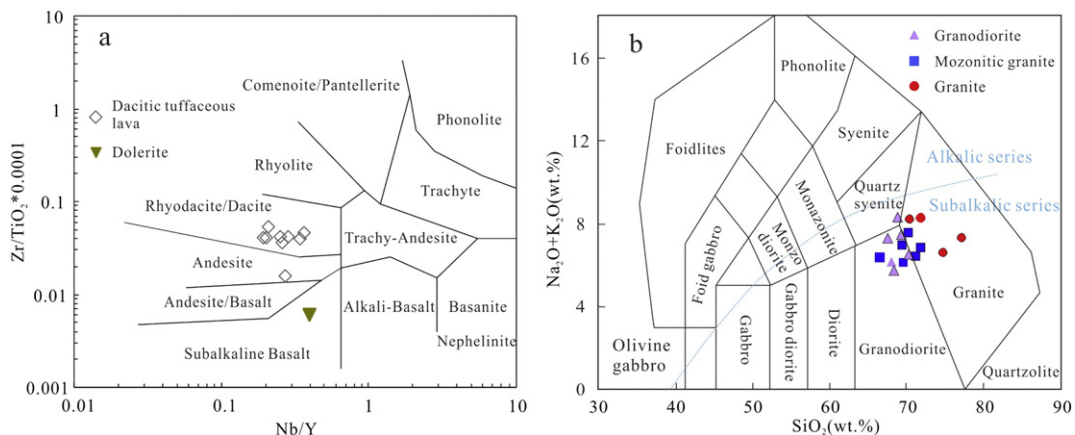 a
Zr/TiO2*0.0001
10
1
0.1
0.01
0.001
0.01
0.1
1
10
Nb/Y
Dacitic tuffaceous
lava
Dolerite
Comenoite/Pantellerite
Phonolite
Rhyolite
Trachyte
Rhyodacite/Dacite
Trachy-Andesite
Andesite
Andesite/Basalt
Alkali-Basalt
Basanite
Nephelinite
Subalkaline Basalt
b
Na2O+K2O(wt.%)
16
12
8
4
0
30
40
50
60
70
80
90
SiO2(wt.%)
Granodiorite
Mozonitic granite
Granite
Phonolite
Foidlites
Syenite
Alkalic series
Quartz
syenite
Subalkalic series
Monazonite
Monzo
diorite
Foid gabbro
Granite
Olivine
gabbro
Gabbro
Gabbro diorite
Diorite
Granodiorite
Quartzolite